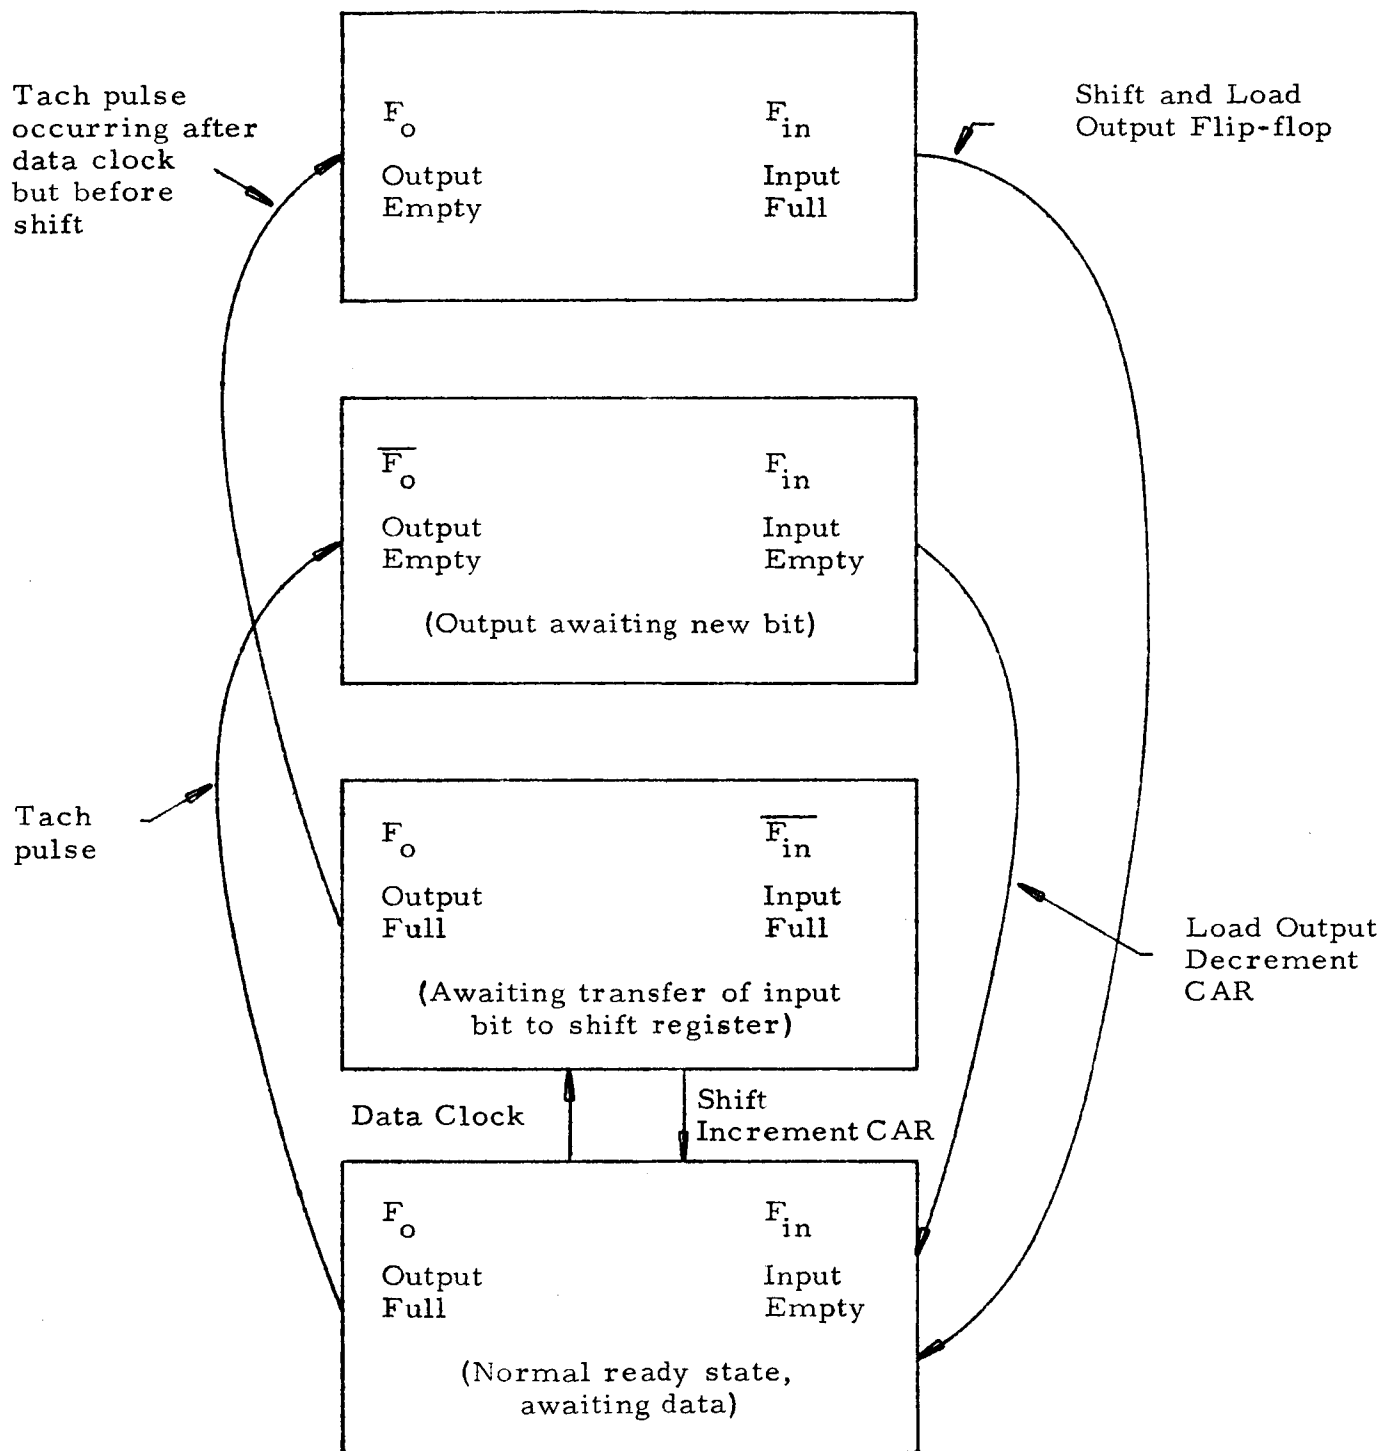 Tach pulse
occurring after
data clock
but before
shift
F_o
F_in
Output
Empty
Input
Full
Shift and Load
Output Flip-flop
F̅_o
F_in
Output
Empty
Input
Empty
(Output awaiting new bit)
Tach
pulse
F_o
F̅_in
Output
Full
Input
Full
(Awaiting transfer of input
bit to shift register)
Load Output
Decrement
CAR
Data Clock
Shift
Increment CAR
F_o
F_in
Output
Full
Input
Empty
(Normal ready state,
awaiting data)